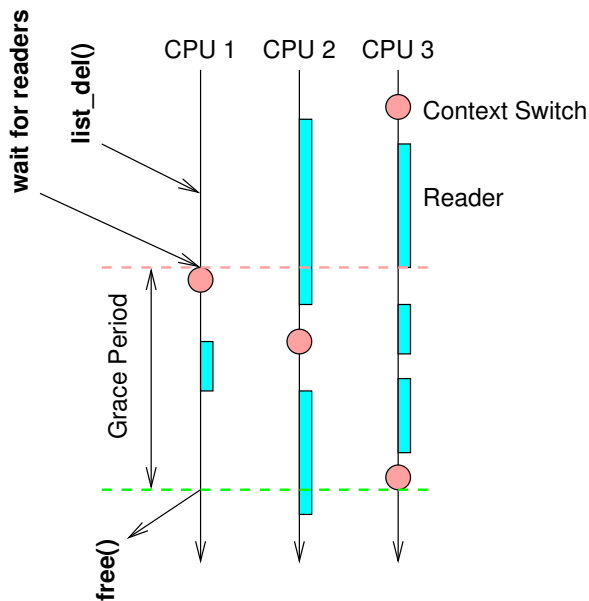 CPU 1
CPU 2
CPU 3
wait for readers
list_del()
Context Switch
Reader
Grace Period
free()